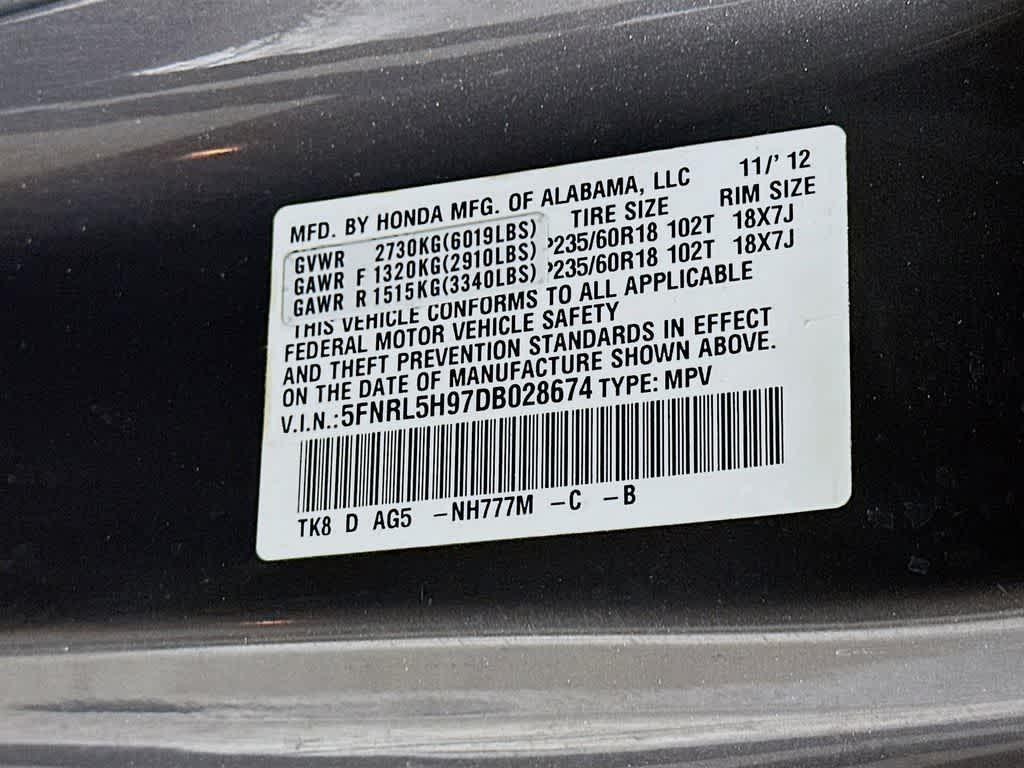 MFD. BY HONDA MFG. OF ALABAMA, LLC 11/' 12
GVWR 2730KG(6019LBS) TIRE SIZE RIM SIZE
GAWR F 1320KG(2910LBS) P235/60R18 102T 18X7J
GAWR R 1515KG(3340LBS) P235/60R18 102T 18X7J
THIS VEHICLE CONFORMS TO ALL APPLICABLE
FEDERAL MOTOR VEHICLE SAFETY
AND THEFT PREVENTION STANDARDS IN EFFECT
ON THE DATE OF MANUFACTURE SHOWN ABOVE.
V.I.N.:5FNRL5H97DB028674 TYPE: MPV
TK8 D AG5 –NH777M –C –B